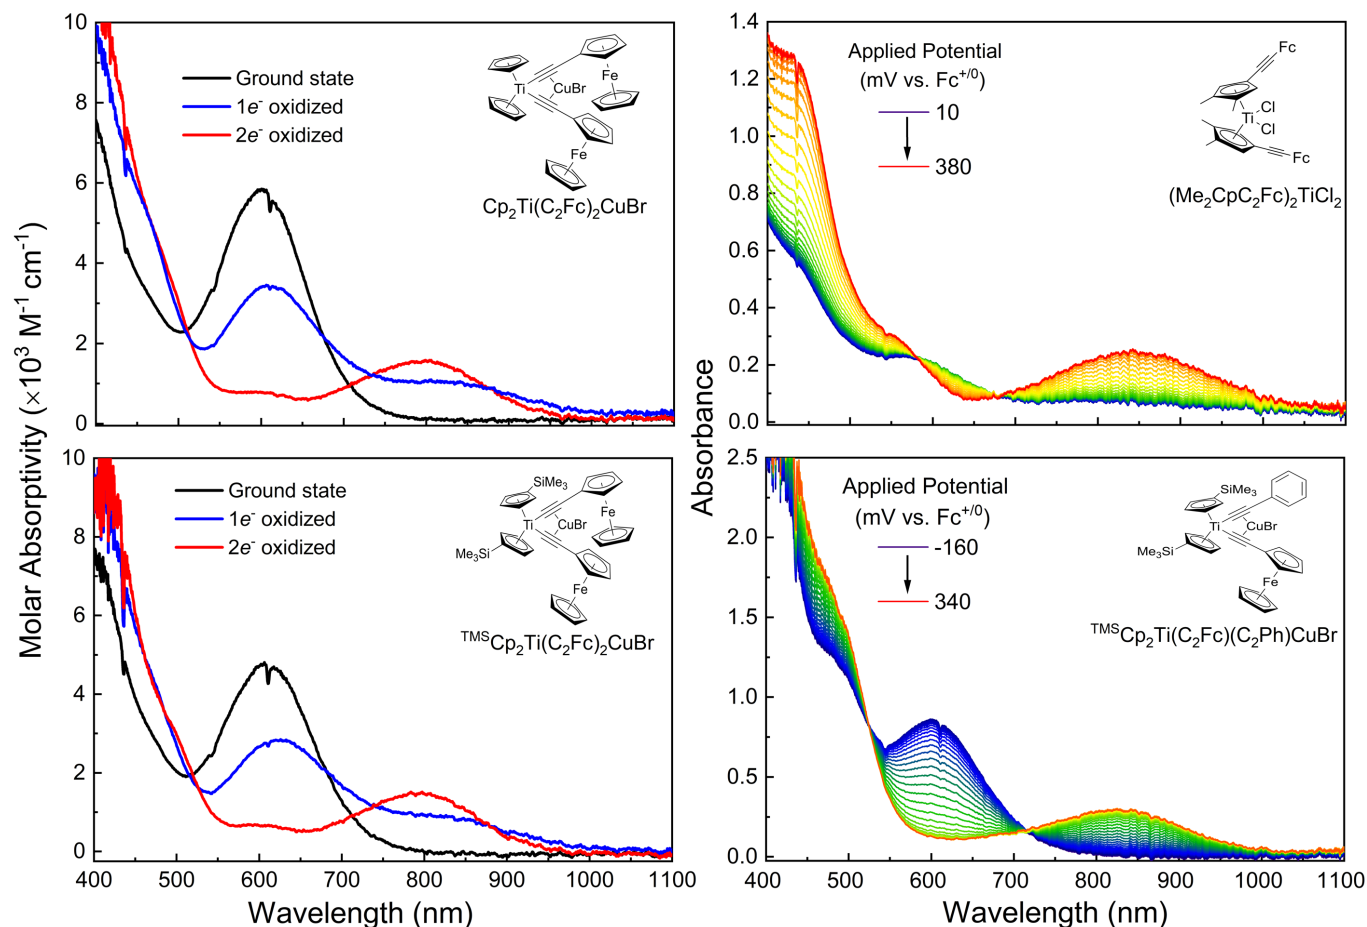 Molar Absorptivity (×10³ M⁻¹ cm⁻¹)
10
8
6
4
2
0
Ground state
1e⁻ oxidized
2e⁻ oxidized
Ti
CuBr
Fe
Fe
Cp₂Ti(C₂Fc)₂CuBr
Absorbance
1.4
1.2
1.0
0.8
0.6
0.4
0.2
0.0
Applied Potential
(mV vs. Fc⁺/⁰)
10
380
Fc
Cl
Ti
Cl
Fc
(Me₂CpC₂Fc)₂TiCl₂
10
8
6
4
2
0
Ground state
1e⁻ oxidized
2e⁻ oxidized
SiMe₃
Ti
CuBr
Fe
Me₃Si
Fe
ᵀᴹˢCp₂Ti(C₂Fc)₂CuBr
400 500 600 700 800 900 1000 1100
Wavelength (nm)
2.5
2.0
1.5
1.0
0.5
0.0
Applied Potential
(mV vs. Fc⁺/⁰)
-160
340
SiMe₃
Ti
CuBr
Me₃Si
Fe
ᵀᴹˢCp₂Ti(C₂Fc)(C₂Ph)CuBr
400 500 600 700 800 900 1000 1100
Wavelength (nm)